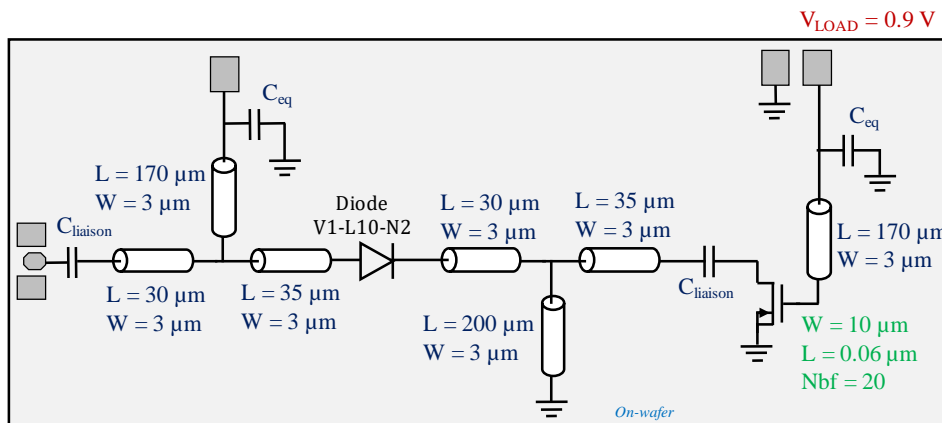 V_LOAD = 0.9 V
C_eq
C_eq
L = 170 µm
W = 3 µm
Diode
V1-L10-N2
L = 30 µm
W = 3 µm
L = 35 µm
W = 3 µm
C_liaison
L = 170 µm
W = 3 µm
L = 30 µm
W = 3 µm
L = 35 µm
W = 3 µm
C_liaison
L = 200 µm
W = 3 µm
W = 10 µm
L = 0.06 µm
Nbf = 20
On-wafer